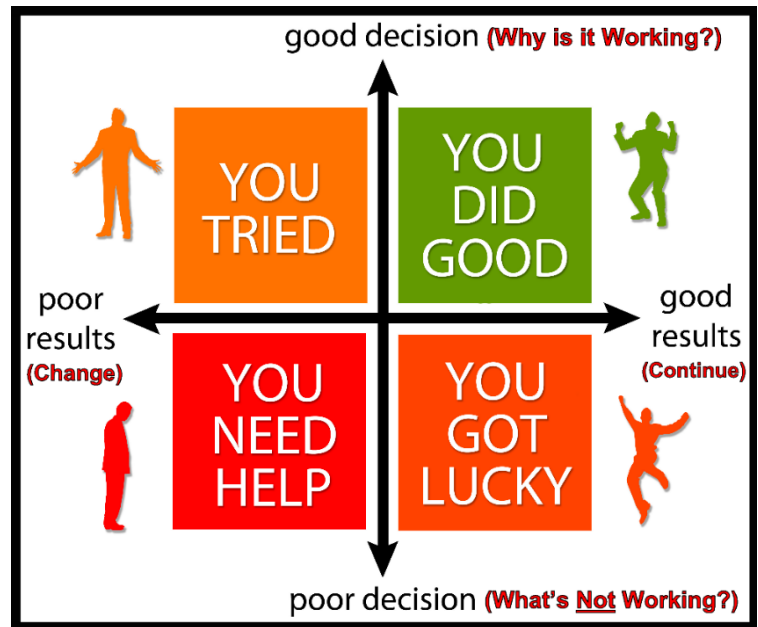 good decision (Why is it Working?)
YOU
TRIED
YOU
DID
GOOD
poor
results
(Change)
good
results
(Continue)
YOU
NEED
HELP
YOU
GOT
LUCKY
poor decision (What's Not Working?)